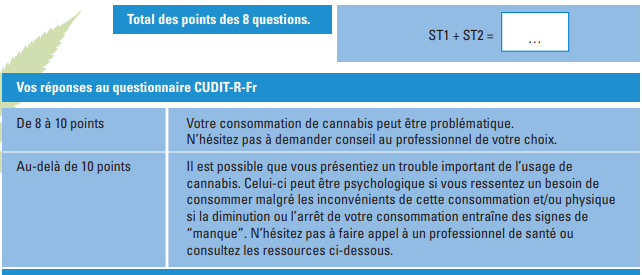 Total des points des 8 questions.
ST1 + ST2 =
...
Vos réponses au questionnaire CUDIT-R-Fr
De 8 à 10 points
Votre consommation de cannabis peut être problématique.
N’hésitez pas à demander conseil au professionnel de votre choix.
Au-delà de 10 points
Il est possible que vous présentiez un trouble important de l’usage de
cannabis. Celui-ci peut être psychologique si vous ressentez un besoin de
consommer malgré les inconvénients de cette consommation et/ou physique
si la diminution ou l’arrêt de votre consommation entraîne des signes de
“manque”. N’hésitez pas à faire appel à un professionnel de santé ou
consultez les ressources ci-dessous.